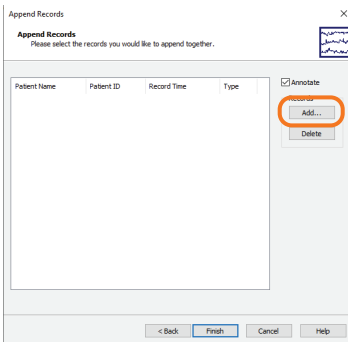 Append Records
Append Records
Please select the records you would like to append together.
Patient Name Patient ID Record Time Type
Annotate
Records
Add...
Delete
< Back Finish Cancel Help